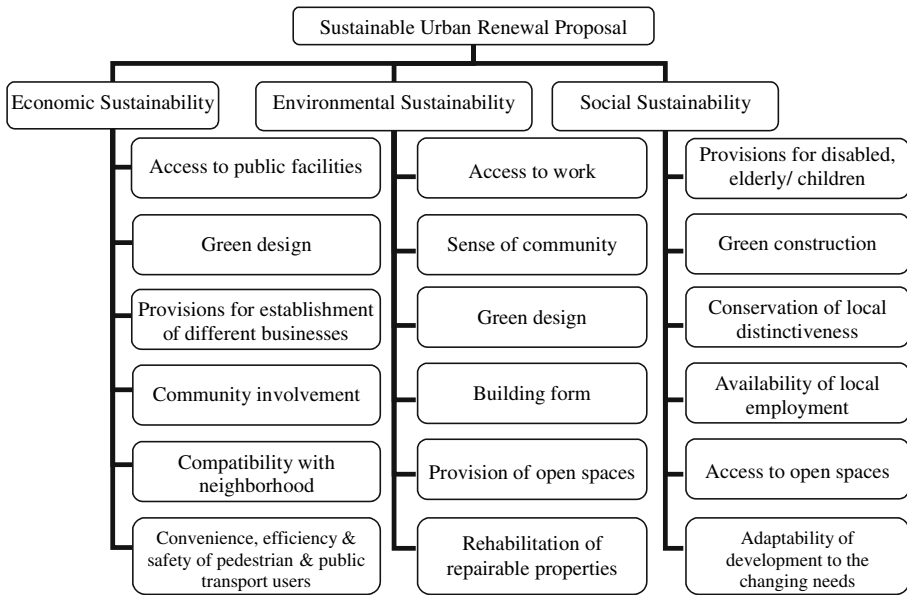 Sustainable Urban Renewal Proposal
Economic Sustainability
Environmental Sustainability
Social Sustainability
Access to public facilities
Green design
Provisions for establishment
of different businesses
Community involvement
Compatibility with
neighborhood
Convenience, efficiency &
safety of pedestrian & public
transport users
Access to work
Sense of community
Green design
Building form
Provision of open spaces
Rehabilitation of
repairable properties
Provisions for disabled,
elderly/ children
Green construction
Conservation of local
distinctiveness
Availability of local
employment
Access to open spaces
Adaptability of
development to the
changing needs